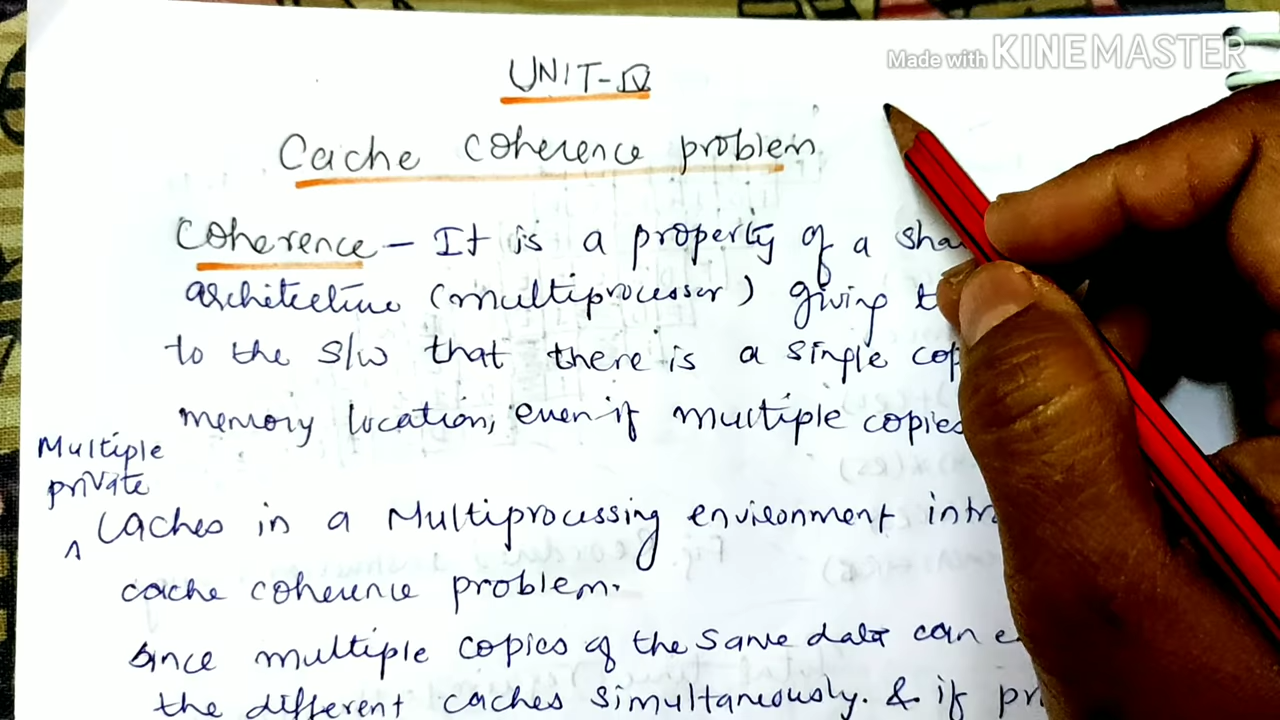 Made with KINEMASTER
UNIT-IV
Cache coherence problem
Coherence - It is a property of a sha
architecture (multiprocessor) giving t
to the s/w that there is a single cop
memory location, even if multiple copies
Multiple
private
^ Caches in a Multiprocessing environment intr
cache coherence problem.
since multiple copies of the same data can e
the different caches simultaneously. & if pr